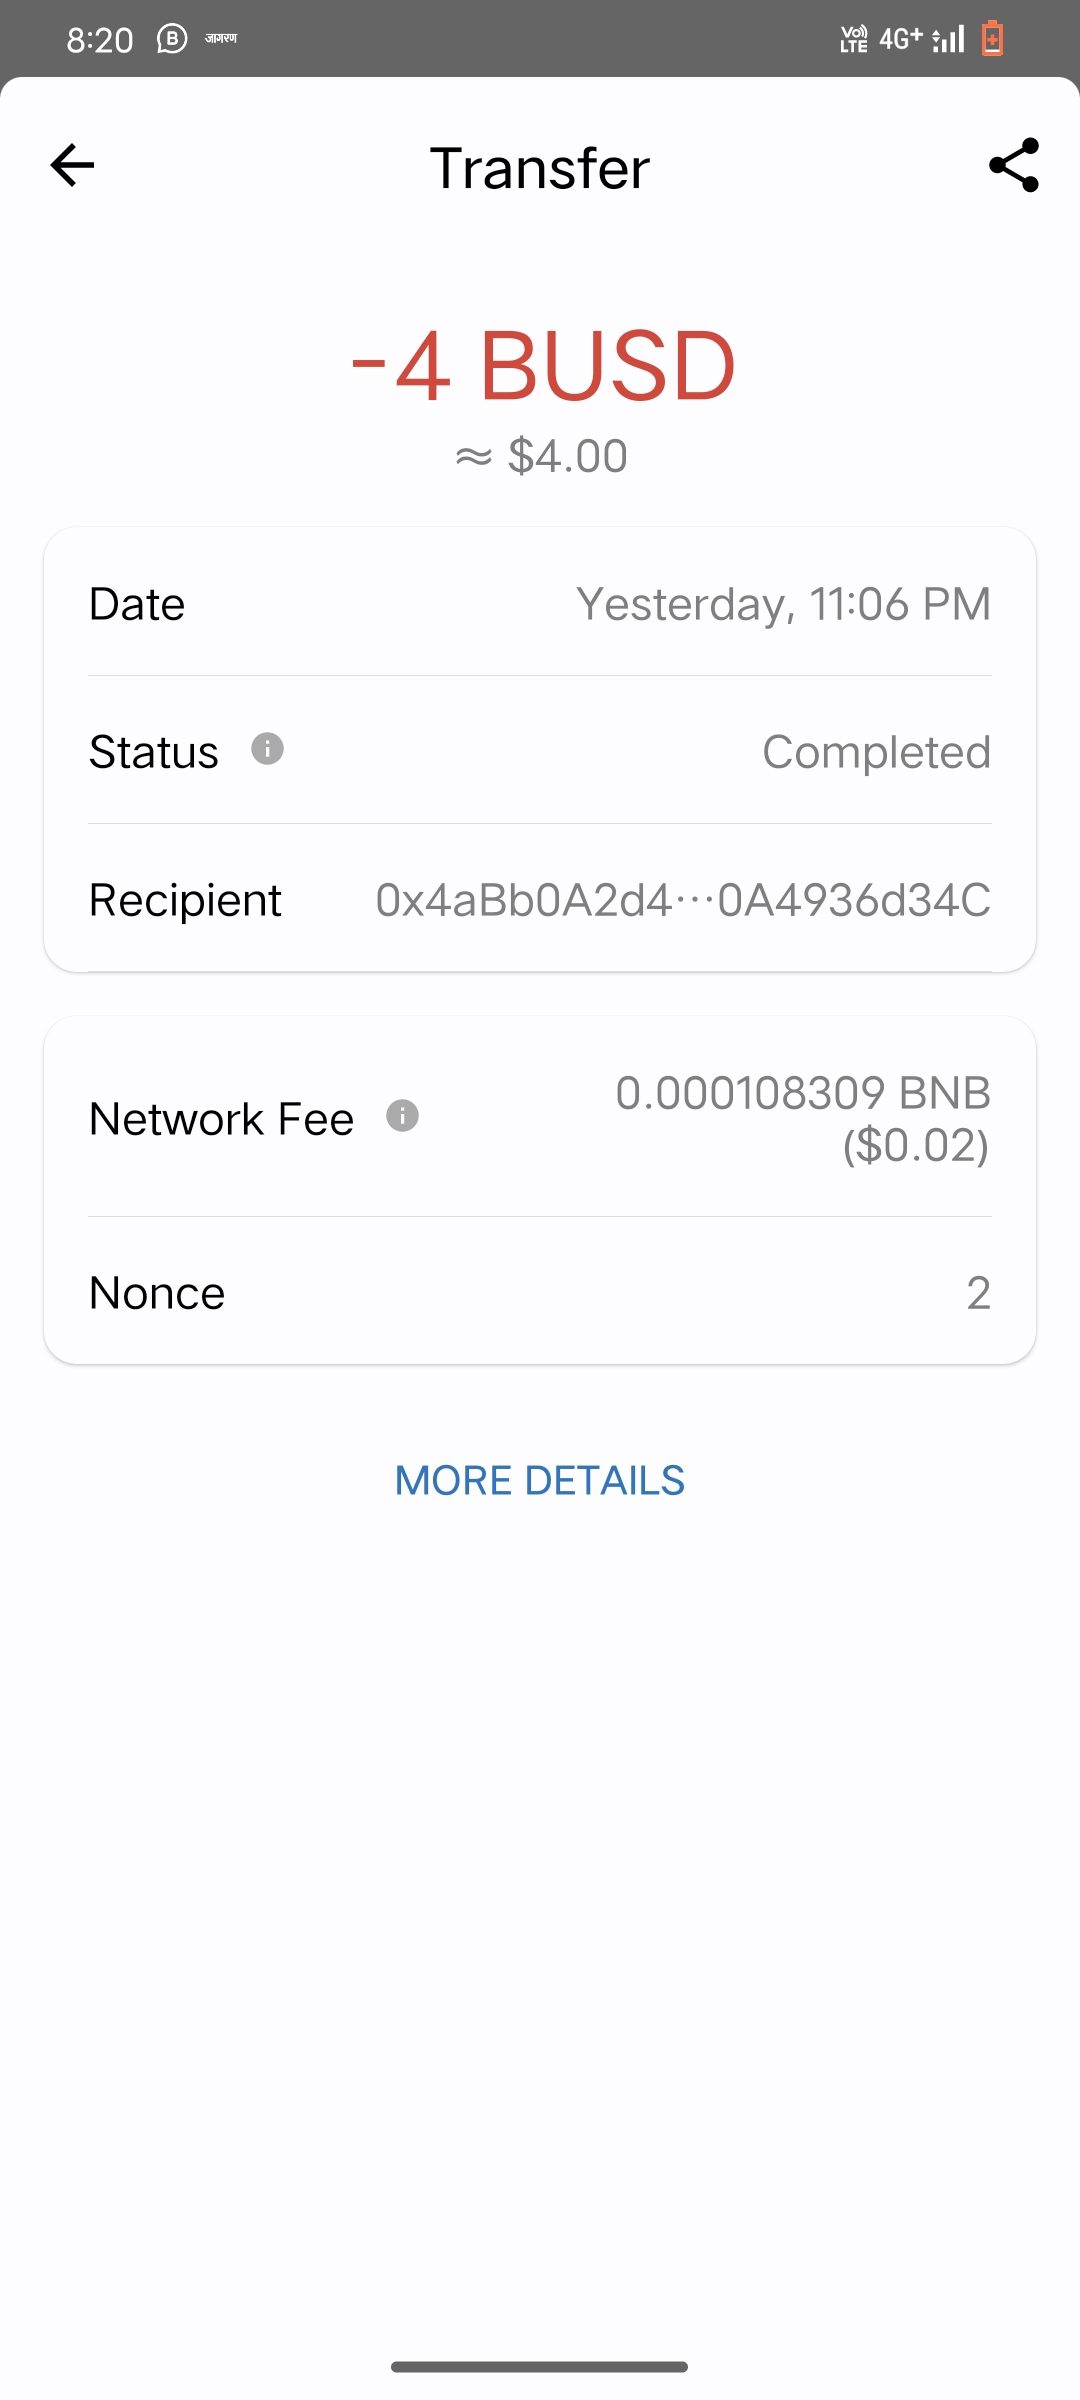 8:20 B जागरण Vo) LTE 4G+
Transfer
-4 BUSD
≈ $4.00
Date Yesterday, 11:06 PM
Status i Completed
Recipient 0x4aBb0A2d4···0A4936d34C
Network Fee i 0.000108309 BNB
($0.02)
Nonce 2
MORE DETAILS